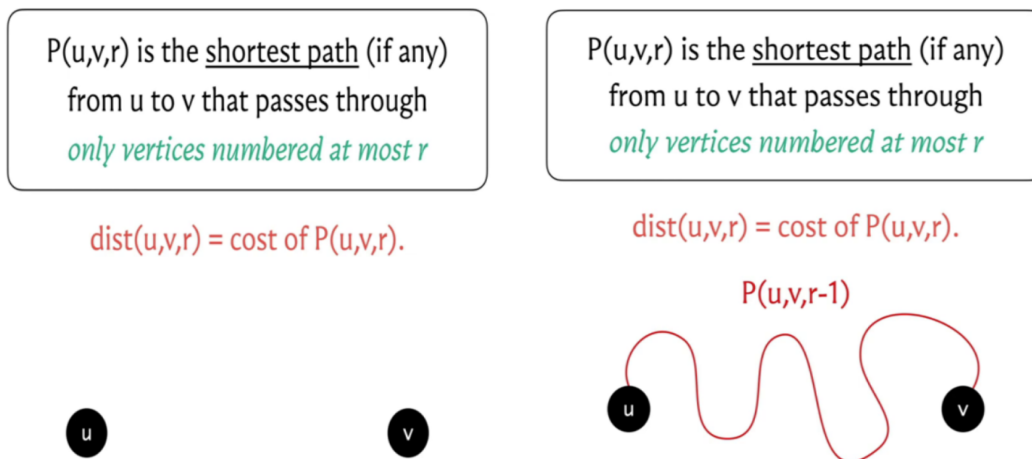 P(u,v,r) is the shortest path (if any)
from u to v that passes through
only vertices numbered at most r
dist(u,v,r) = cost of P(u,v,r).
u
v
P(u,v,r) is the shortest path (if any)
from u to v that passes through
only vertices numbered at most r
dist(u,v,r) = cost of P(u,v,r).
P(u,v,r-1)
u
v